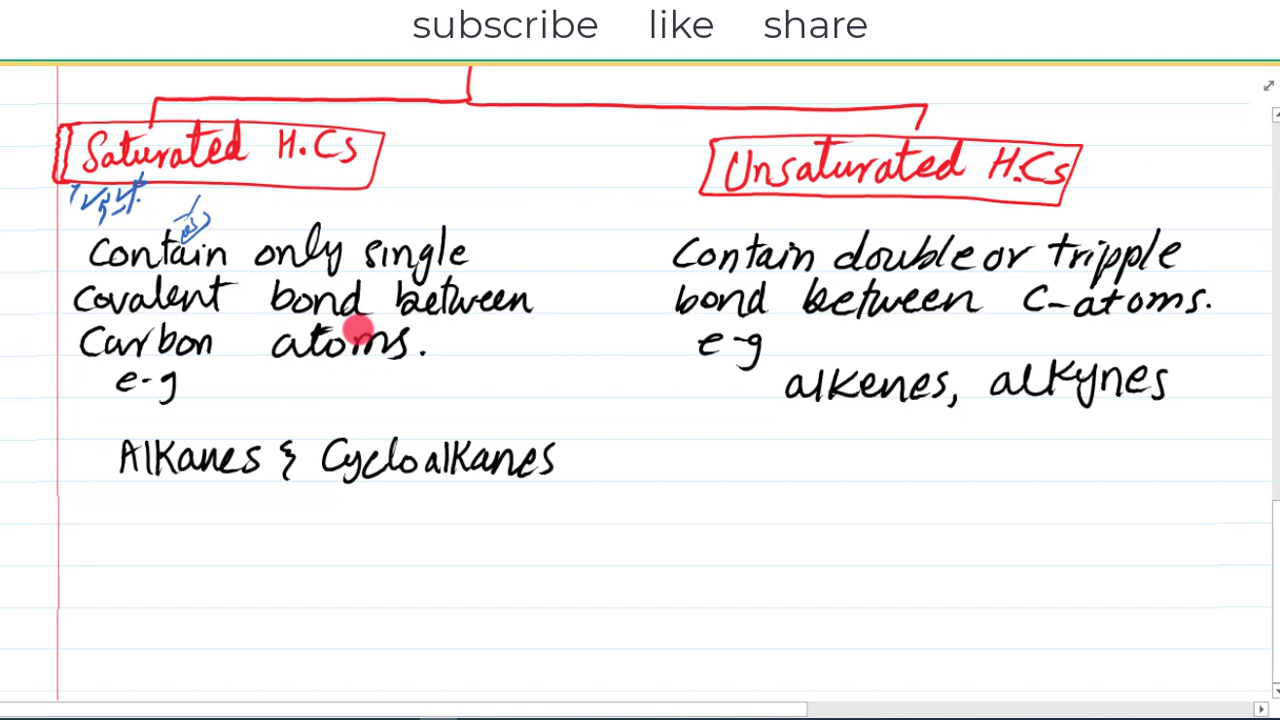 subscribe like share
Saturated H.Cs
Contain only single
Covalent bond between
Carbon atoms.
e-g
Alkanes & Cycloalkanes
Unsaturated H.Cs
Contain double or tripple
bond between C-atoms.
e-g
alkenes, alkynes